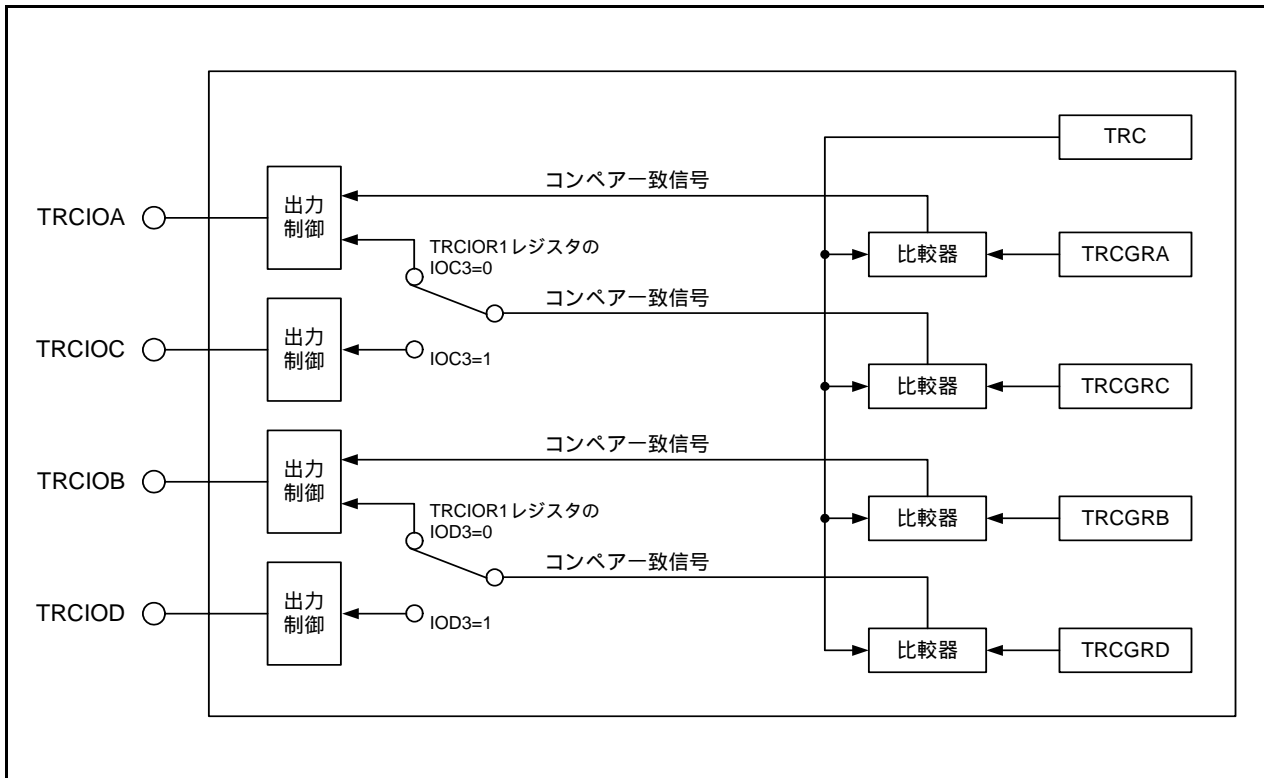 TRC
コンペア一致信号
TRCIOA
出力
制御
比較器
TRCGRA
TRCIOR1レジスタの
IOC3=0
コンペア一致信号
TRCIOC
出力
制御
IOC3=1
比較器
TRCGRC
コンペア一致信号
TRCIOB
出力
制御
比較器
TRCGRB
TRCIOR1レジスタの
IOD3=0
コンペア一致信号
TRCIOD
出力
制御
IOD3=1
比較器
TRCGRD